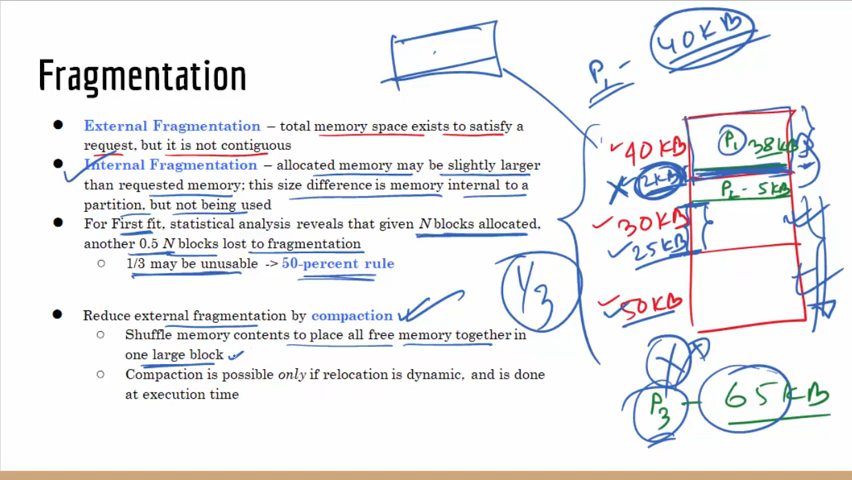 Fragmentation
● External Fragmentation – total memory space exists to satisfy a
request, but it is not contiguous
● Internal Fragmentation – allocated memory may be slightly larger
than requested memory; this size difference is memory internal to a
partition, but not being used
● For First fit, statistical analysis reveals that given N blocks allocated,
another 0.5 N blocks lost to fragmentation
○ 1/3 may be unusable -> 50-percent rule
● Reduce external fragmentation by compaction
○ Shuffle memory contents to place all free memory together in
one large block
○ Compaction is possible only if relocation is dynamic, and is done
at execution time
P1 - 40KB
40KB
P1 38KB
2KB
P2 - 5KB
30KB
25KB
50KB
1/3
P3 - 65KB